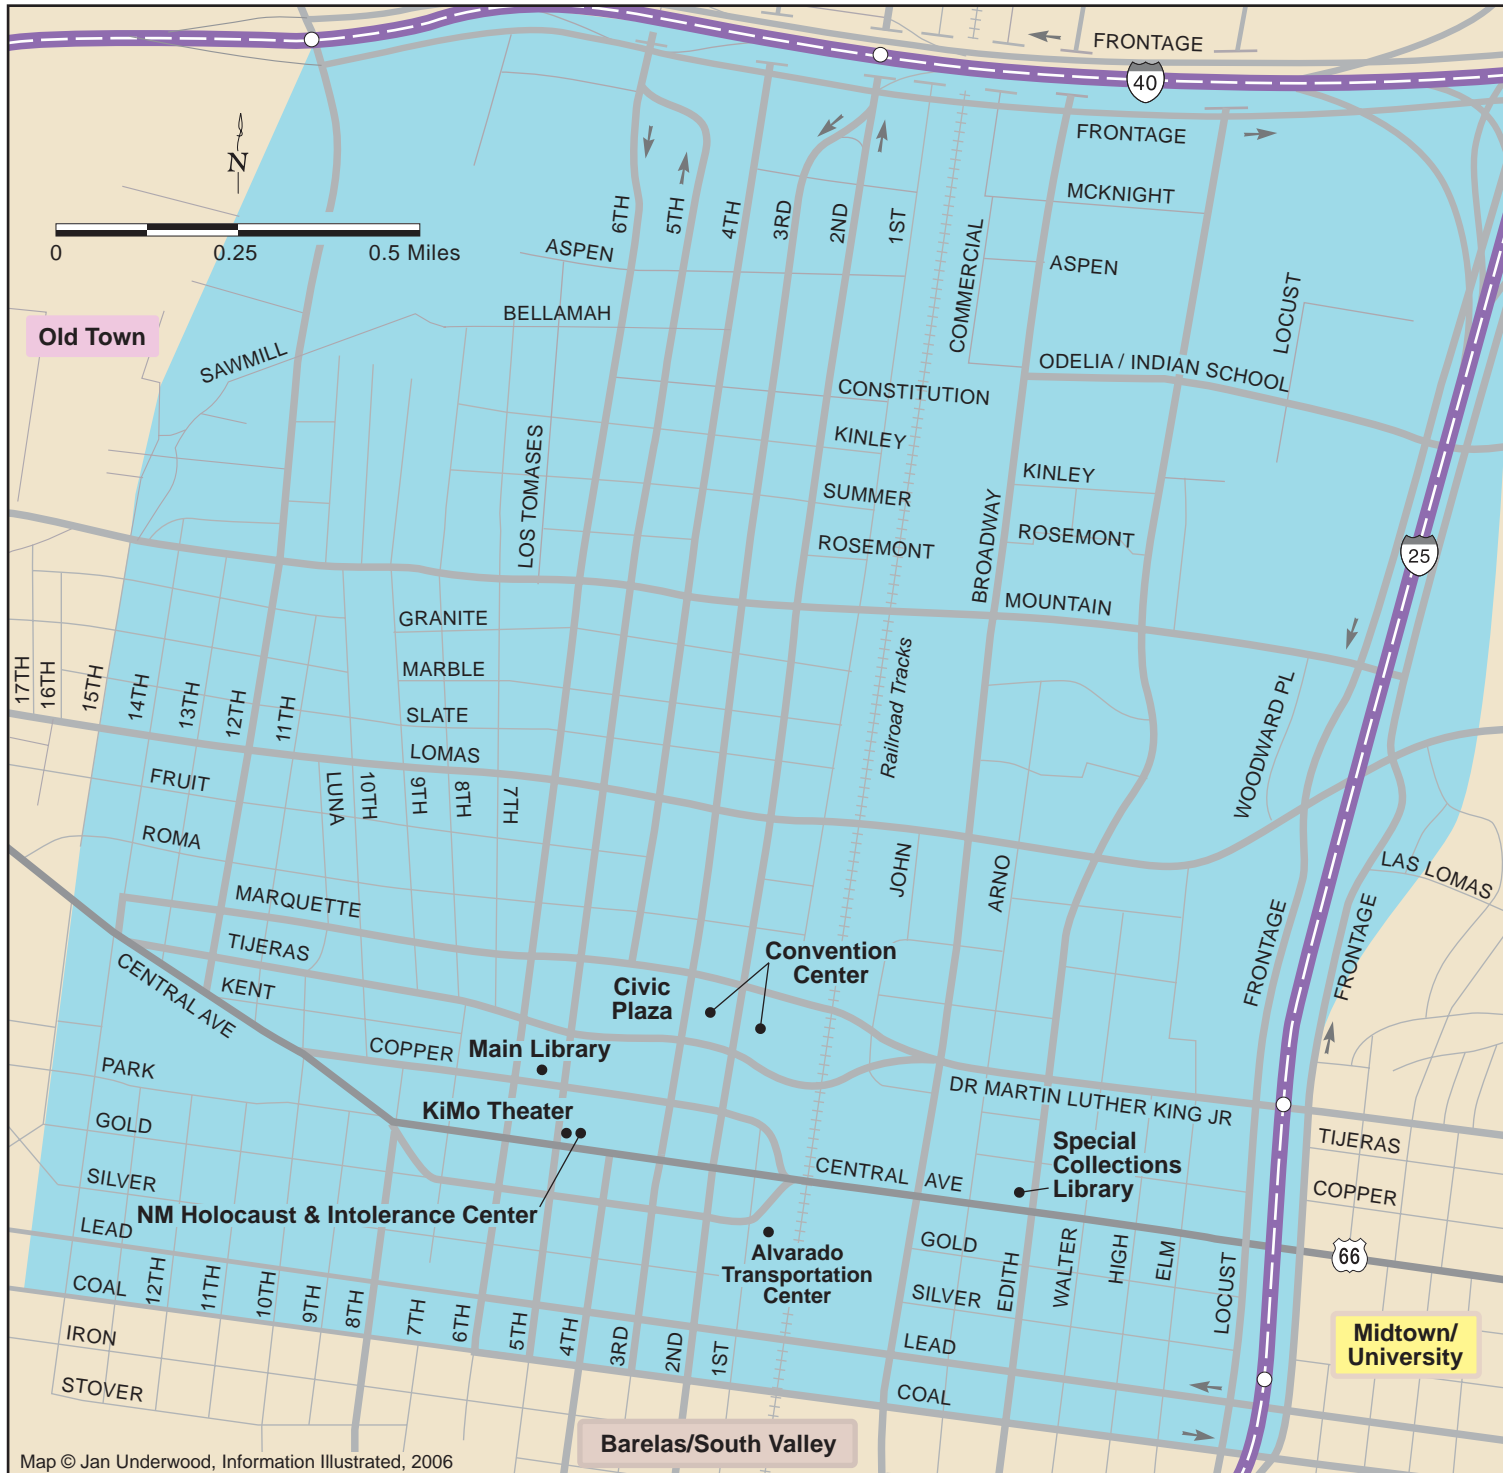 FRONTAGE
40
FRONTAGE
N
MCKNIGHT
0 0.25 0.5 Miles
6TH
5TH
4TH
3RD
2ND
1ST
COMMERCIAL
ASPEN
ASPEN
LOCUST
BELLAMAH
Old Town
SAWMILL
ODELIA / INDIAN SCHOOL
CONSTITUTION
KINLEY
KINLEY
LOS TOMASES
SUMMER
BROADWAY
ROSEMONT
ROSEMONT
25
MOUNTAIN
GRANITE
MARBLE
SLATE
LOMAS
Railroad Tracks
WOODWARD PL
17TH
16TH
15TH
14TH
13TH
12TH
11TH
FRUIT
LUNA
10TH
9TH
8TH
7TH
ROMA
JOHN
ARNO
LAS LOMAS
MARQUETTE
TIJERAS
KENT
CENTRAL AVE
FRONTAGE
FRONTAGE
Convention
Center
Civic
Plaza
COPPER
Main Library
PARK
DR MARTIN LUTHER KING JR
KiMo Theater
GOLD
TIJERAS
Special
Collections
Library
CENTRAL AVE
SILVER
COPPER
NM Holocaust & Intolerance Center
LEAD
GOLD
66
Alvarado
Transportation
Center
COAL
12TH
11TH
10TH
9TH
8TH
7TH
6TH
5TH
4TH
3RD
2ND
1ST
SILVER
EDITH
WALTER
HIGH
ELM
LOCUST
IRON
LEAD
Midtown/
University
STOVER
COAL
Barelas/South Valley
Map © Jan Underwood, Information Illustrated, 2006